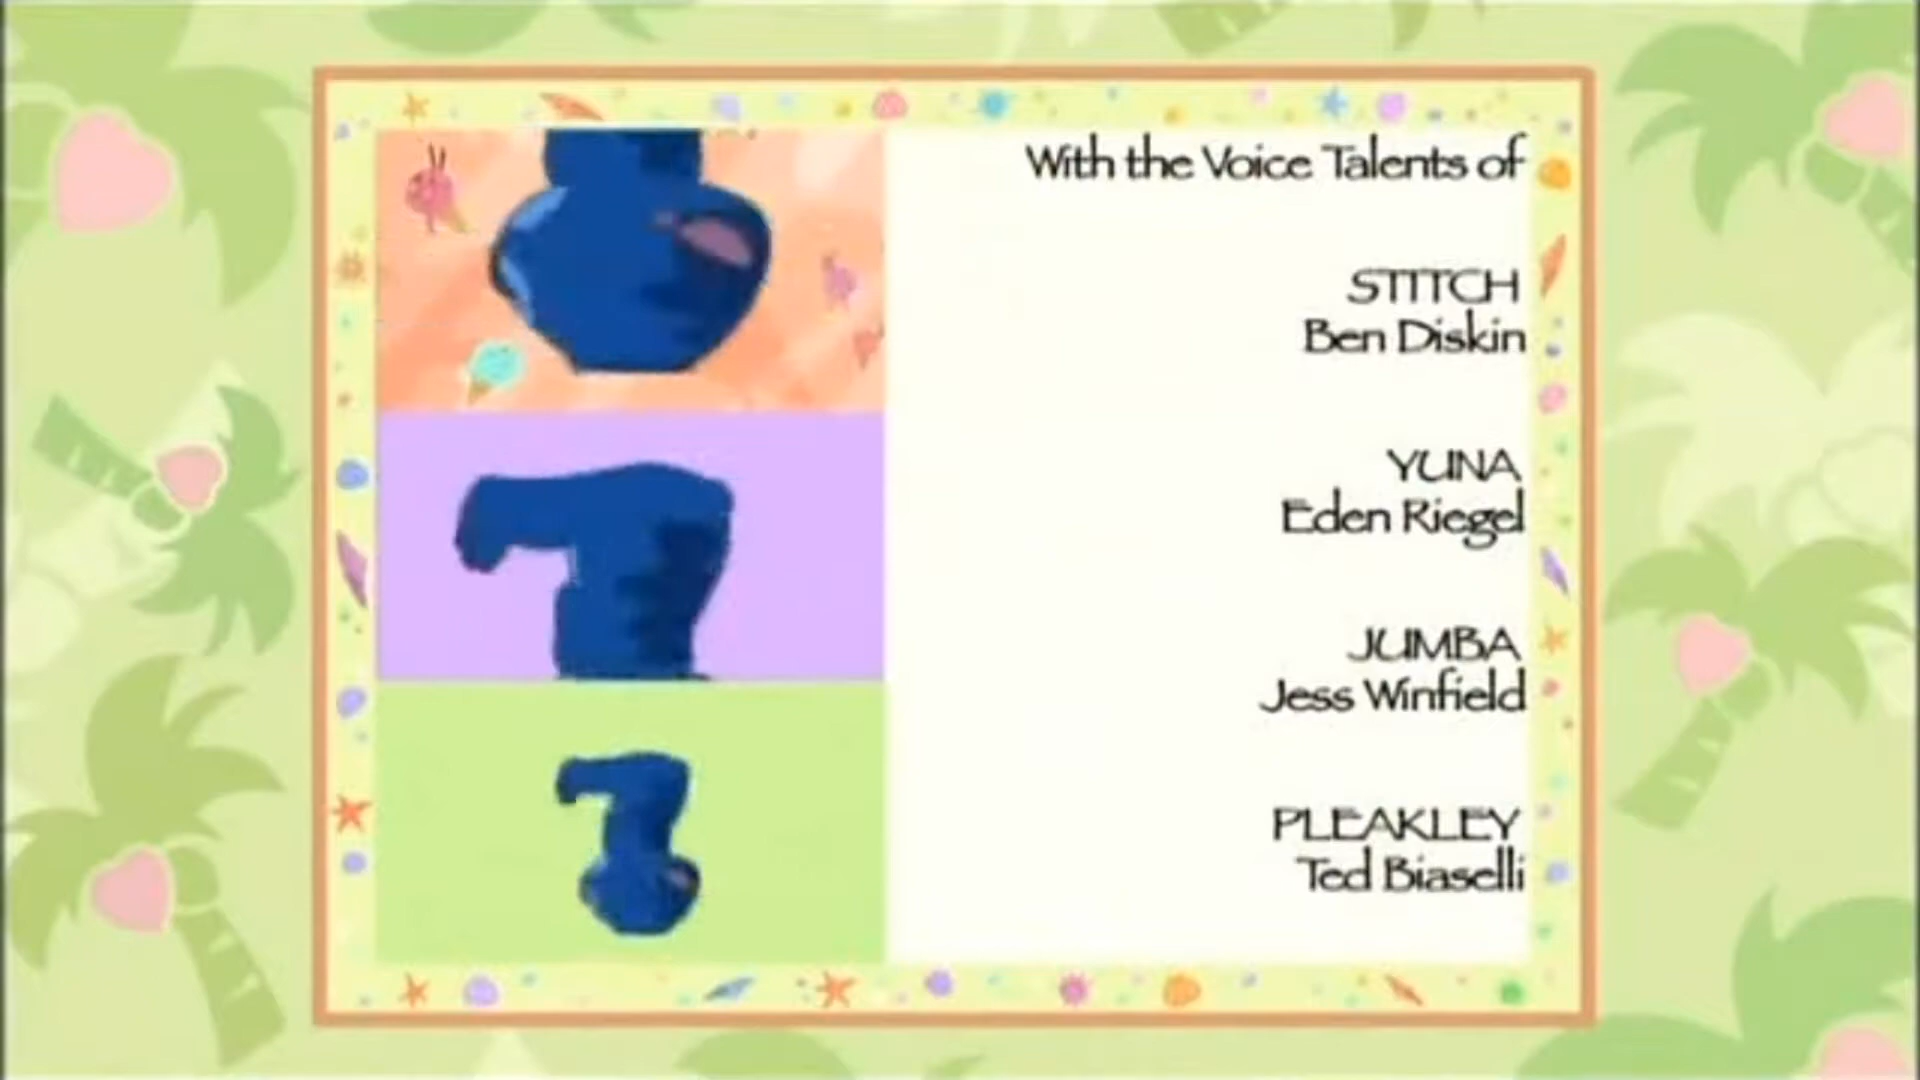 With the Voice Talents of
STITCH
Ben Diskin
YUNA
Eden Riegel
JUMBA
Jess Winfield
PLEAKLEY
Ted Biaselli